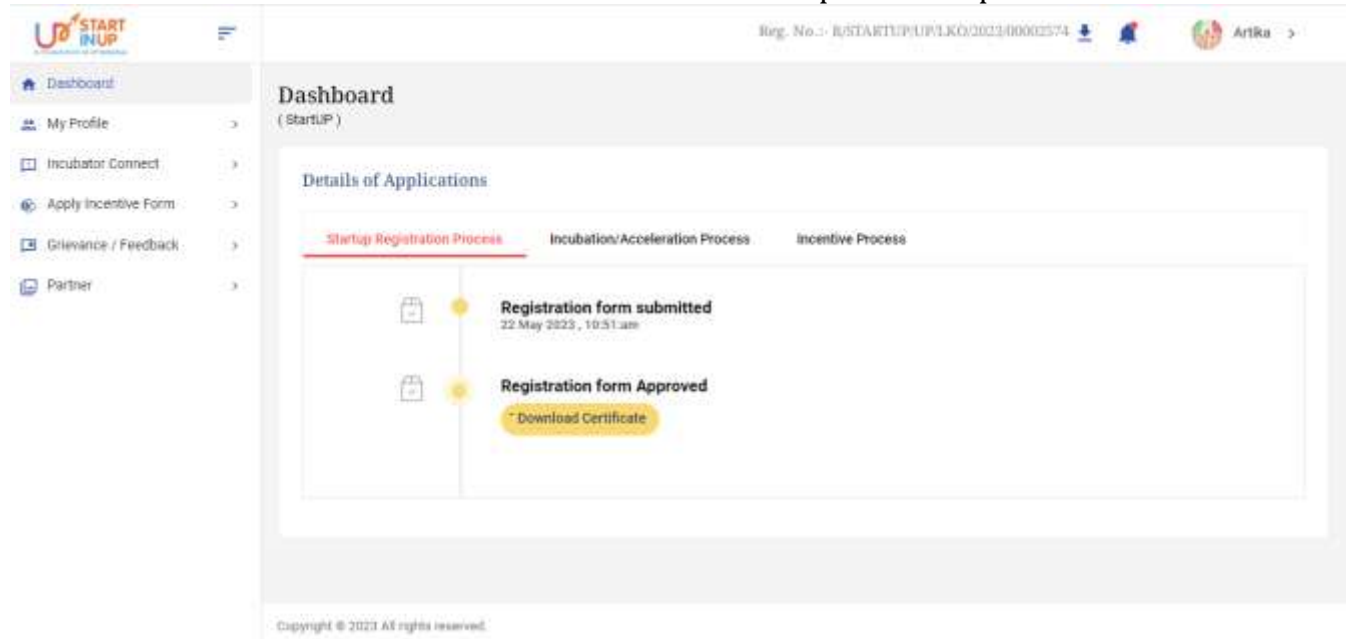 START
UP INUP
Reg. No.:- R/STARTUP/UP/LKO/2023/00002574
Artika
Dashboard
My Profile
Incubator Connect
Apply Incentive Form
Grievance / Feedback
Partner
Dashboard
( StartUP )
Details of Applications
Startup Registration Process Incubation/Acceleration Process Incentive Process
Registration form submitted
22 May 2023 , 10:51:am
Registration form Approved
Download Certificate
Copyright © 2023 All rights reserved.